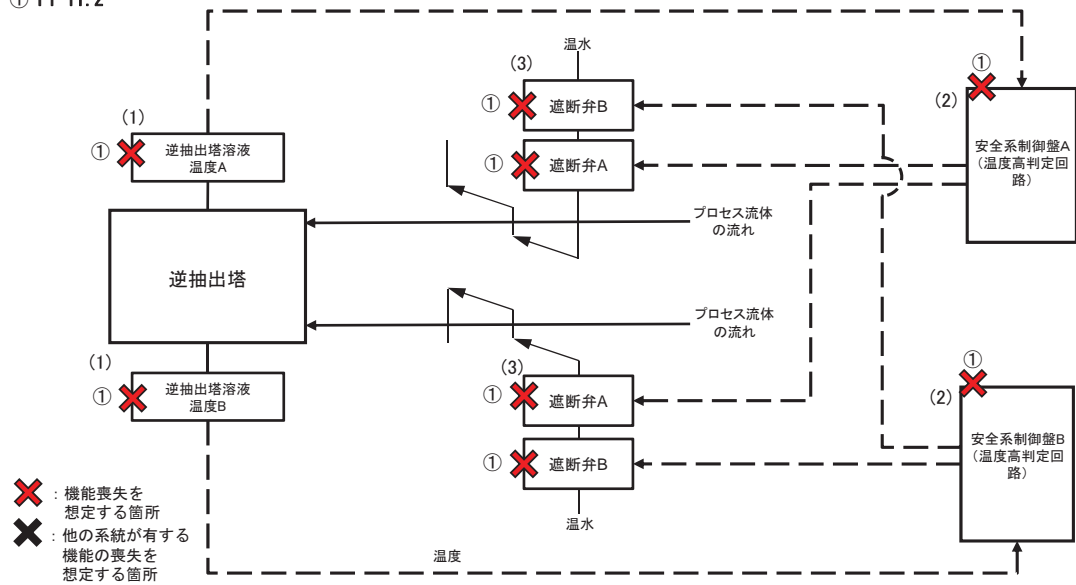 温水
(3)
①
遮断弁B
①
遮断弁A
(1)
①
逆抽出塔溶液
温度A
(2)
①
安全系制御盤A
(温度高判定回
路)
プロセス流体
の流れ
逆抽出塔
プロセス流体
の流れ
(1)
①
逆抽出塔溶液
温度B
(3)
①
遮断弁A
①
遮断弁B
温水
(2)
①
安全系制御盤B
(温度高判定回
路)
:機能喪失を
想定する箇所
:他の系統が有する
機能の喪失を
想定する箇所
温度